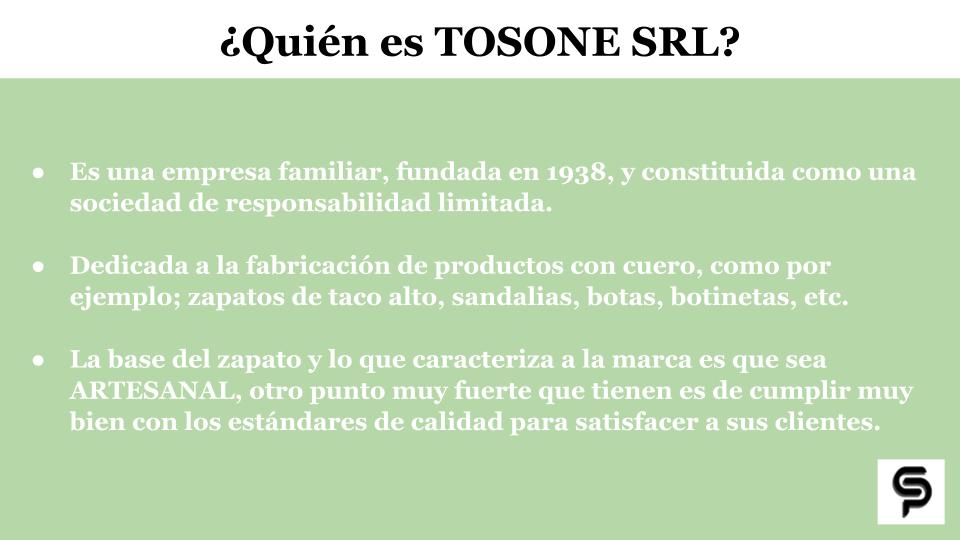 ¿Quién es TOSONE SRL?
● Es una empresa familiar, fundada en 1938, y constituida como una
sociedad de responsabilidad limitada.
● Dedicada a la fabricación de productos con cuero, como por
ejemplo; zapatos de taco alto, sandalias, botas, botinetas, etc.
● La base del zapato y lo que caracteriza a la marca es que sea
ARTESANAL, otro punto muy fuerte que tienen es de cumplir muy
bien con los estándares de calidad para satisfacer a sus clientes.